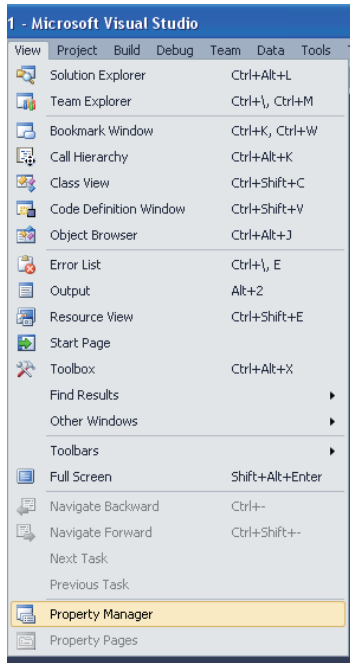 1 - Microsoft Visual Studio
View Project Build Debug Team Data Tools
Solution Explorer Ctrl+Alt+L
Team Explorer Ctrl+\, Ctrl+M
Bookmark Window Ctrl+K, Ctrl+W
Call Hierarchy Ctrl+Alt+K
Class View Ctrl+Shift+C
Code Definition Window Ctrl+Shift+V
Object Browser Ctrl+Alt+J
Error List Ctrl+\, E
Output Alt+2
Resource View Ctrl+Shift+E
Start Page
Toolbox Ctrl+Alt+X
Find Results
Other Windows
Toolbars
Full Screen Shift+Alt+Enter
Navigate Backward Ctrl+-
Navigate Forward Ctrl+Shift+-
Next Task
Previous Task
Property Manager
Property Pages